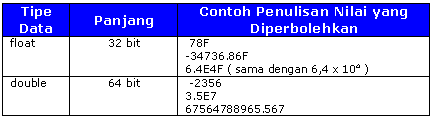 Tipe Data
Panjang
Contoh Penulisan Nilai yang Diperbolehkan
float
32 bit
78F
-34736.86F
6.4E4F ( sama dengan 6,4 x 10⁴ )
double
64 bit
-2356
3.5E7
67564788965.567